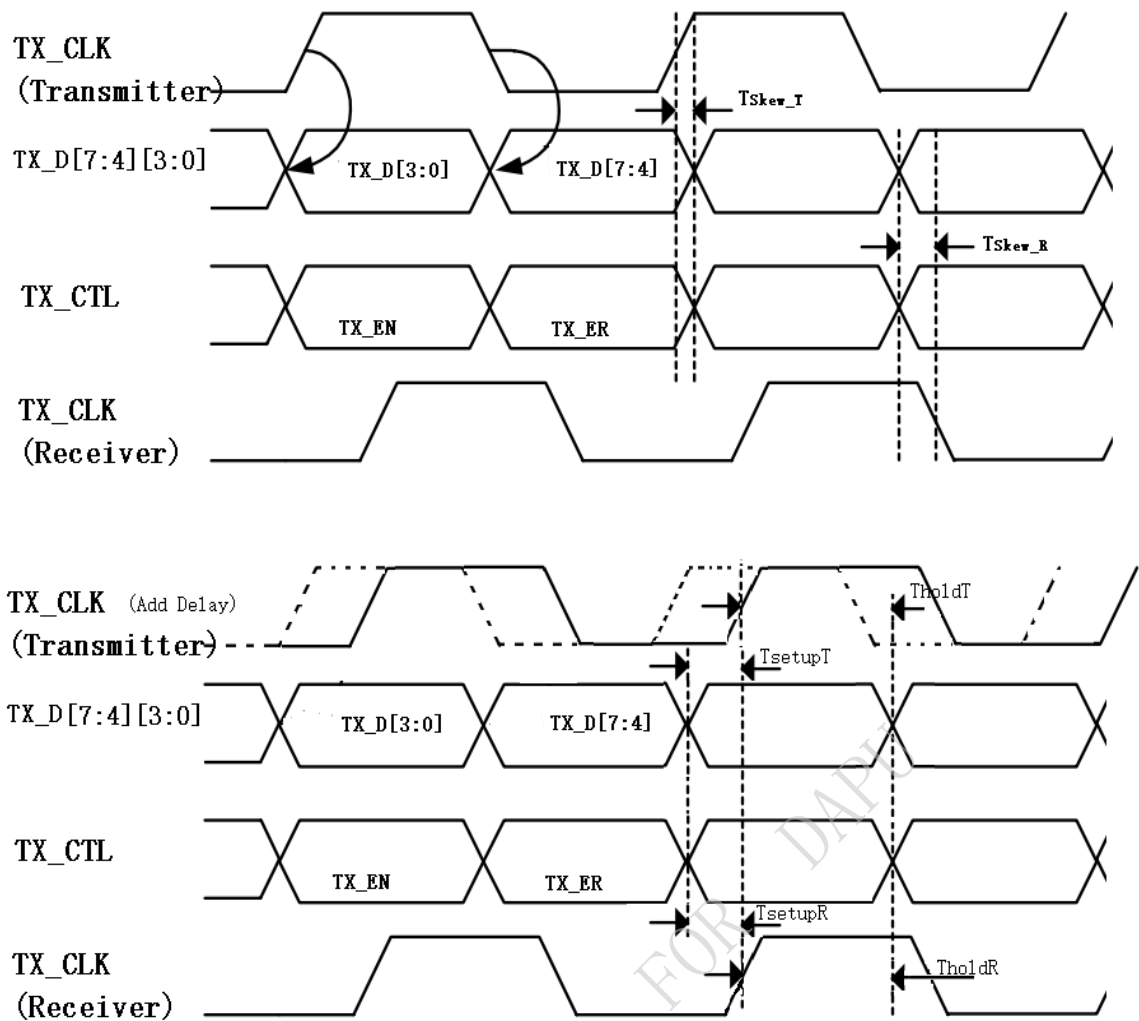 TX_CLK
(Transmitter)
Tskew_T
TX_D[7:4][3:0]
TX_D[3:0]
TX_D[7:4]
Tskew_R
TX_CTL
TX_EN
TX_ER
TX_CLK
(Receiver)
TX_CLK (Add Delay)
(Transmitter)
TholdT
TsetupT
TX_D[7:4][3:0]
TX_D[3:0]
TX_D[7:4]
TX_CTL
TX_EN
TX_ER
TsetupR
TX_CLK
(Receiver)
TholdR
FOR DAPU